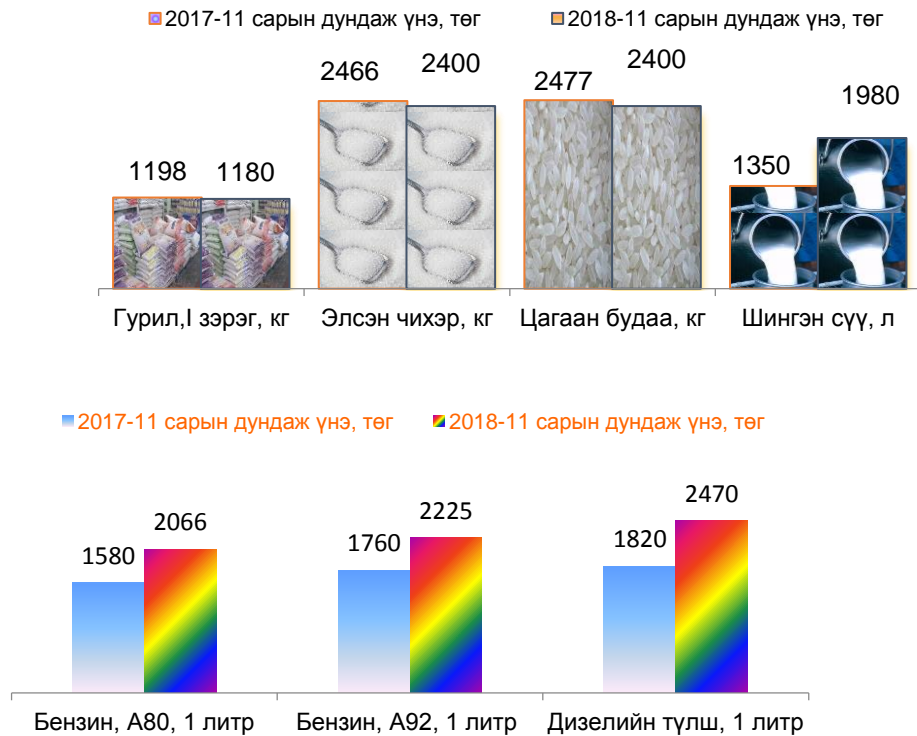 2017-11 сарын дундаж үнэ, төг 2018-11 сарын дундаж үнэ, төг
2466 2400 2477 2400 1980
1198 1180 1350
Гурил,I зэрэг, кг Элсэн чихэр, кг Цагаан будаа, кг Шингэн сүү, л
2017-11 сарын дундаж үнэ, төг 2018-11 сарын дундаж үнэ, төг
1580 2066 1760 2225 1820 2470
Бензин, А80, 1 литр Бензин, А92, 1 литр Дизелийн түлш, 1 литр